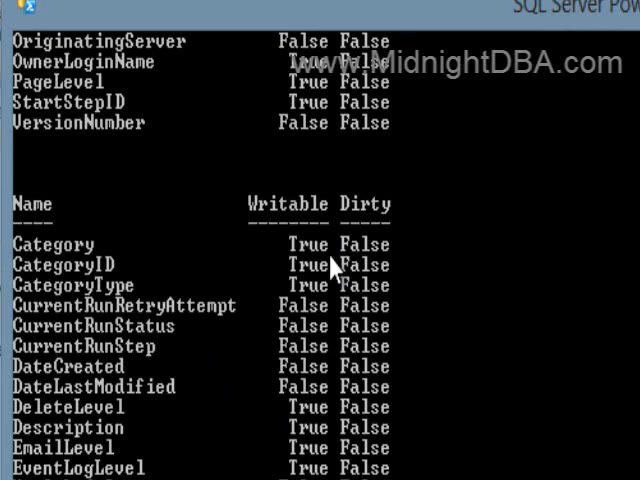 SQL Server Pow
OriginatingServer False False
OwnerLoginName True False
www.MidnightDBA.com
PageLevel True False
StartStepID True False
VersionNumber False False
Name Writable Dirty
---- -------- -----
Category True False
CategoryID True False
CategoryType True False
CurrentRunRetryAttempt False False
CurrentRunStatus False False
CurrentRunStep False False
DateCreated False False
DateLastModified False False
DeleteLevel True False
Description True False
EmailLevel True False
EventLogLevel True False